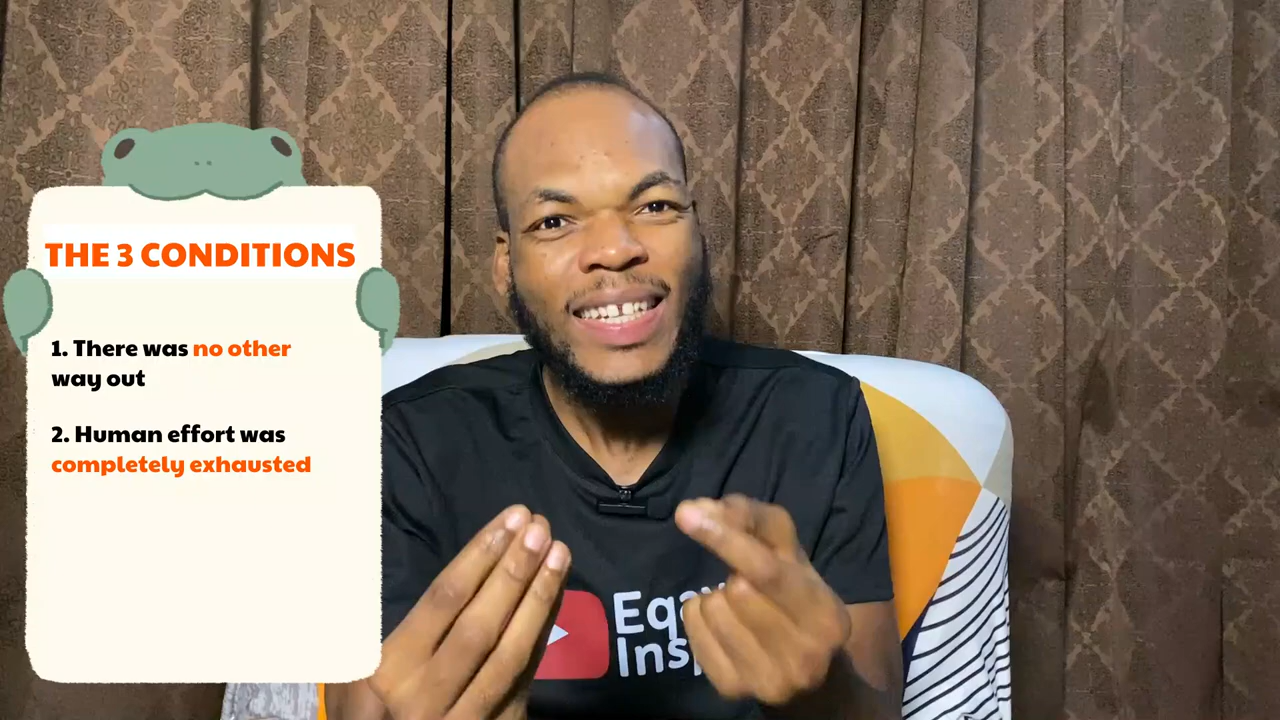 THE 3 CONDITIONS
1. There was no other
way out
2. Human effort was
completely exhausted